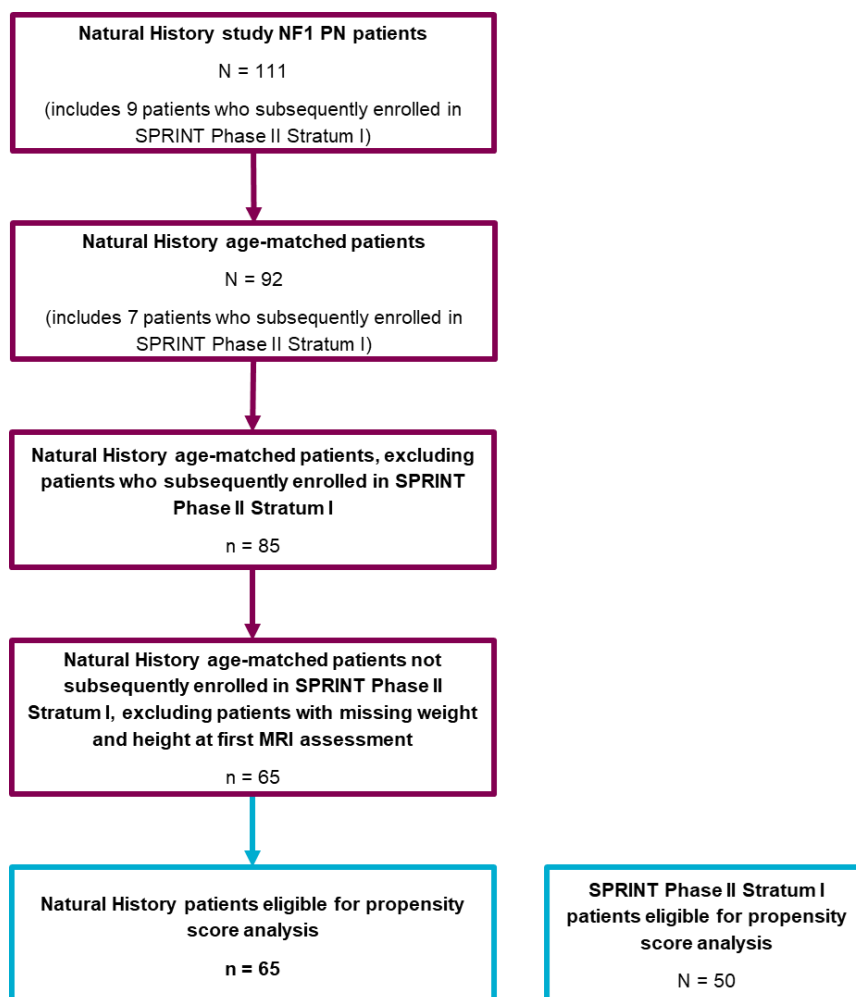 Natural History study NF1 PN patients
N = 111
(includes 9 patients who subsequently enrolled in
SPRINT Phase II Stratum I)
Natural History age-matched patients
N = 92
(includes 7 patients who subsequently enrolled in
SPRINT Phase II Stratum I)
Natural History age-matched patients, excluding
patients who subsequently enrolled in SPRINT
Phase II Stratum I
n = 85
Natural History age-matched patients not
subsequently enrolled in SPRINT Phase II
Stratum I, excluding patients with missing weight
and height at first MRI assessment
n = 65
Natural History patients eligible for propensity
score analysis
n = 65
SPRINT Phase II Stratum I
patients eligible for propensity
score analysis
N = 50